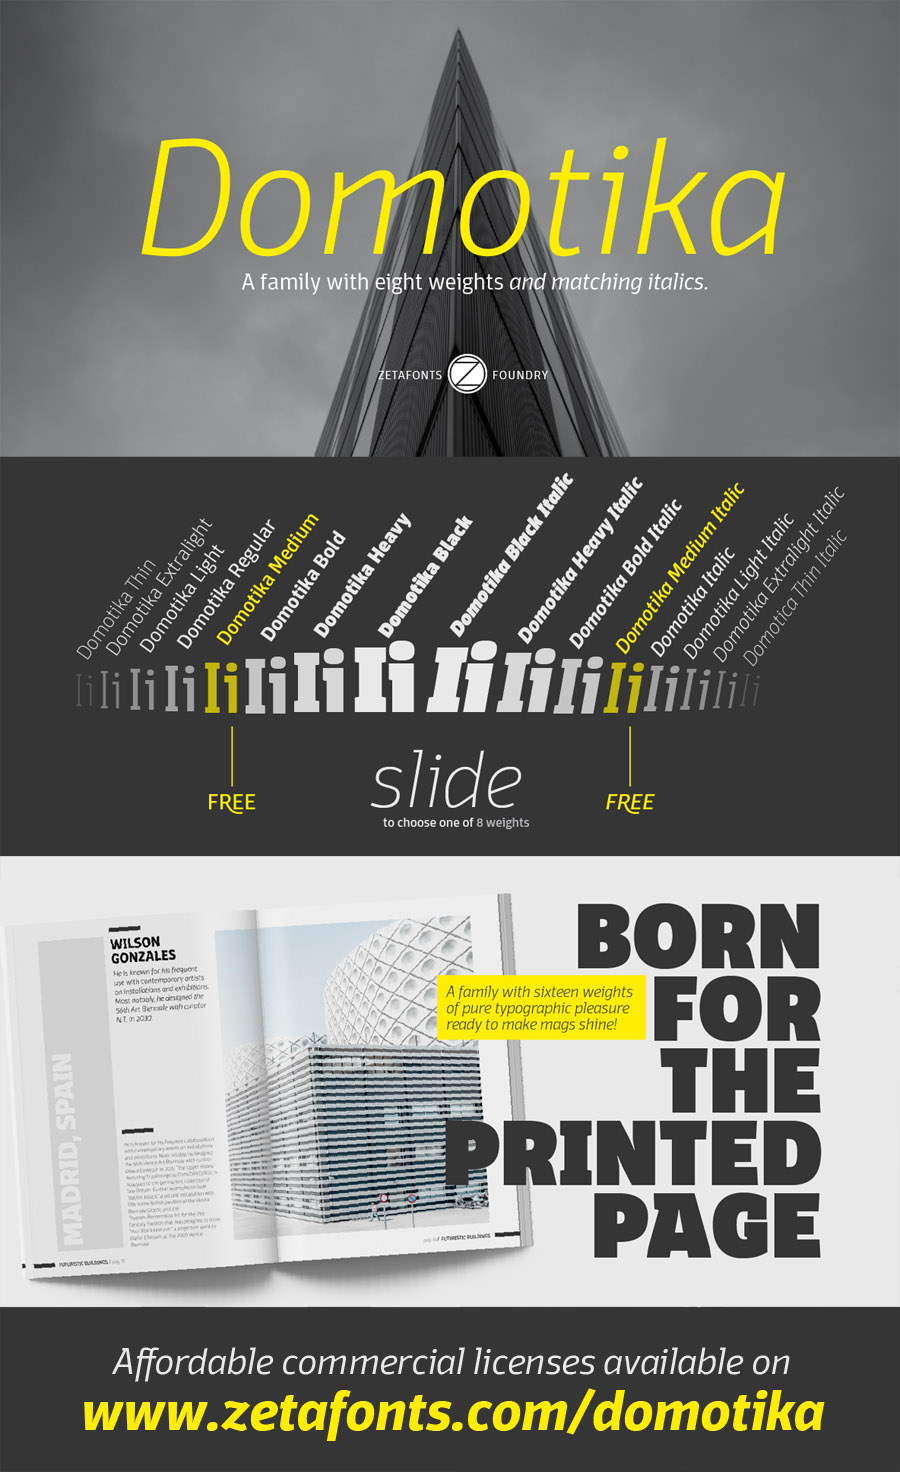 Domotika
A family with eight weights and matching italics.
ZETAFONTS Z FOUNDRY
Domotika Thin
Domotika Extralight
Domotika Light
Domotika Regular
Domotika Medium
Domotika Bold
Domotika Heavy
Domotika Black
Domotika Black Italic
Domotika Heavy Italic
Domotika Bold Italic
Domotika Medium Italic
Domotika Italic
Domotika Light Italic
Domotika Extralight Italic
Domotica Thin Italic
Ii Ii Ii Ii Ii Ii Ii Ii Ii Ii Ii Ii Ii Ii Ii Ii
FREE
FREE
slide
to choose one of 8 weights
MADRID, SPAIN
WILSON
GONZALES
He is known for his frequent
use with contemporary artists
on installations and exhibitions.
Most notably, he designed the
56th Art Biennale with curator
N.T. in 2030.
FUTURISTIC BUILDINGS
FUTURISTIC BUILDINGS
A family with sixteen weights
of pure typographic pleasure
ready to make mags shine!
BORN
FOR
THE
PRINTED
PAGE
Affordable commercial licenses available on
www.zetafonts.com/domotika